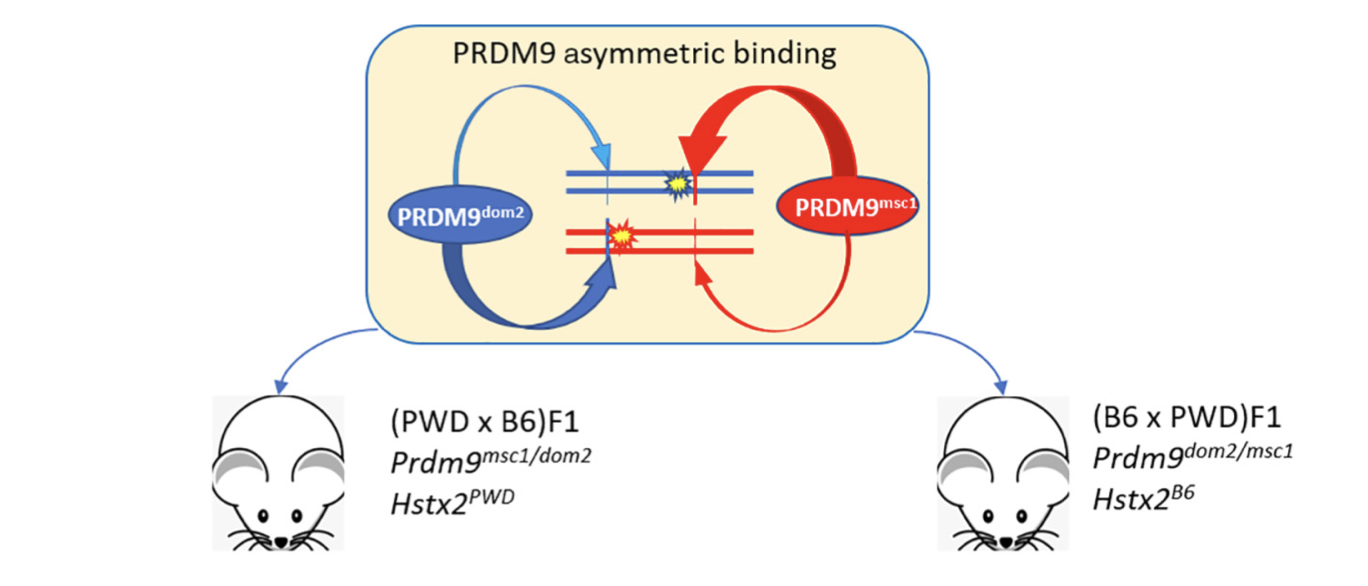 PRDM9 asymmetric binding
PRDM9dom2
PRDM9msc1
(PWD x B6)F1
Prdm9msc1/dom2
Hstx2PWD
(B6 x PWD)F1
Prdm9dom2/msc1
Hstx2B6